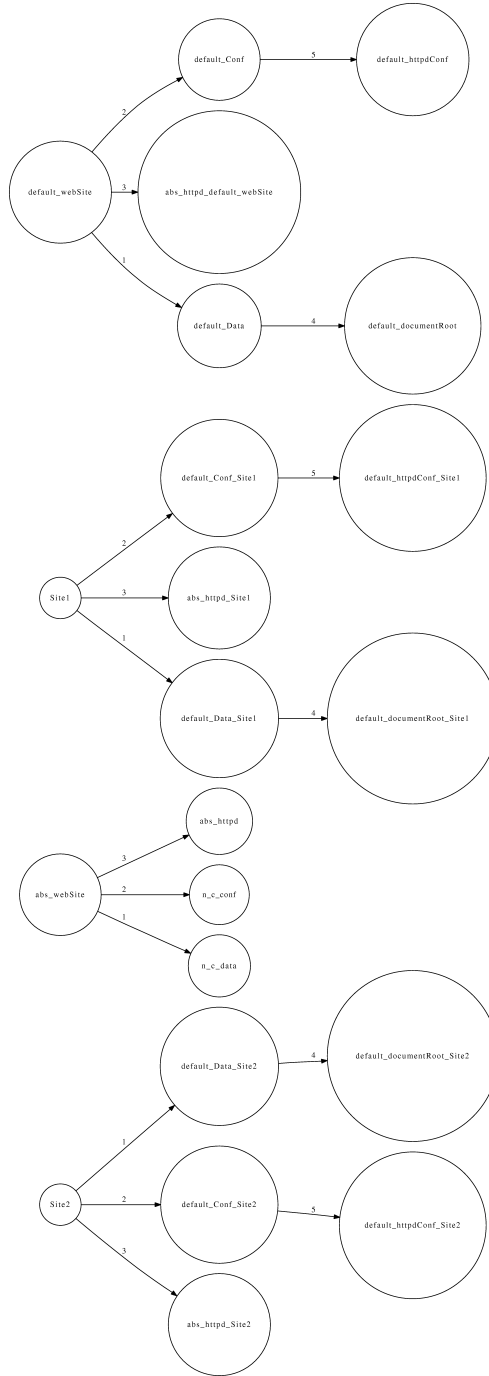 default_Conf
5
default_httpdConf
2
default_webSite
3
abs_httpd_default_webSite
1
default_Data
4
default_documentRoot
default_Conf_Site1
5
default_httpdConf_Site1
2
Site1
3
abs_httpd_Site1
1
default_Data_Site1
4
default_documentRoot_Site1
abs_httpd
3
abs_webSite
2
n_c_conf
1
n_c_data
default_Data_Site2
4
default_documentRoot_Site2
1
Site2
2
default_Conf_Site2
5
default_httpdConf_Site2
3
abs_httpd_Site2